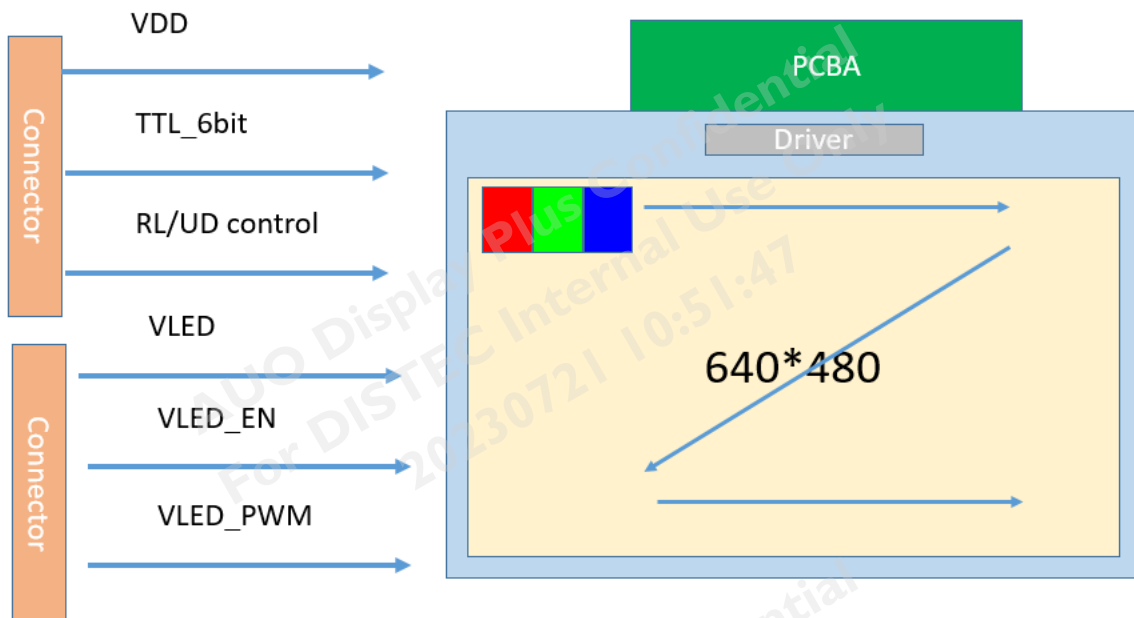 VDD
Connector
TTL_6bit
RL/UD control
VLED
Connector
VLED_EN
VLED_PWM
PCBA
Driver
640*480
AUO Display Plus Confidential
For DISTEC Internal Use Only
20230721 10:51:47
ntial